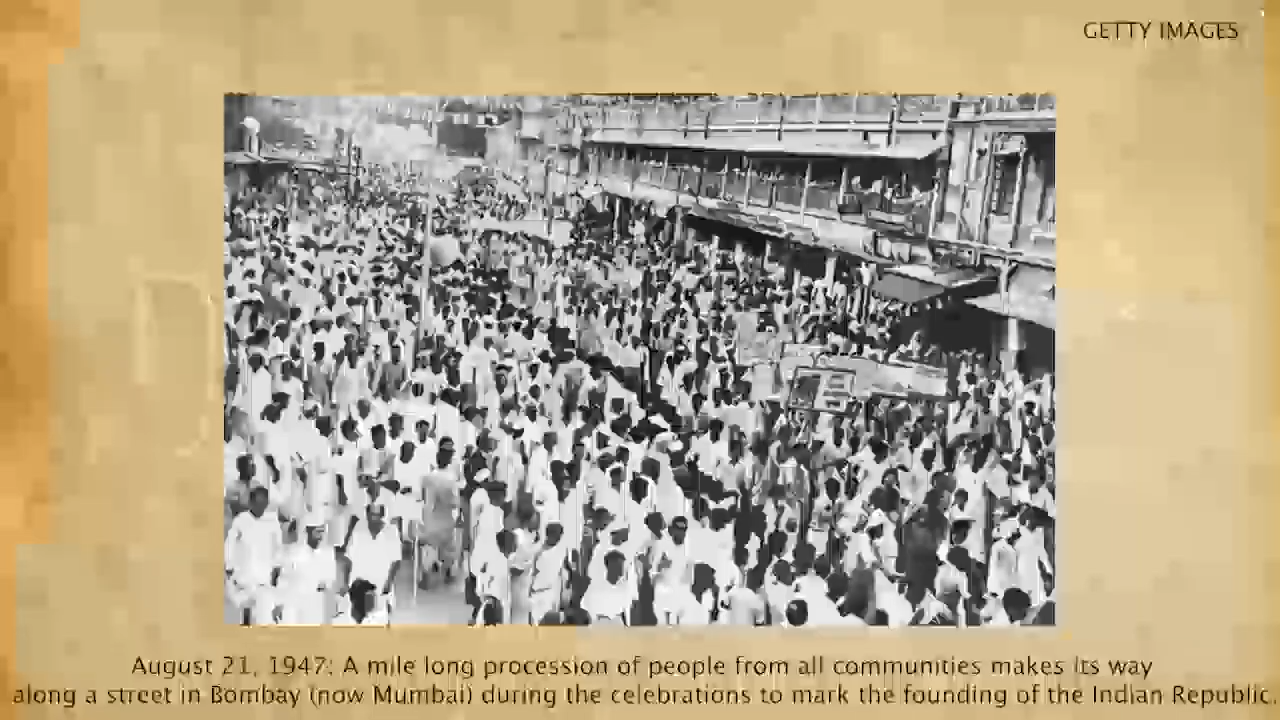 GETTY IMAGES
August 21, 1947: A mile long procession of people from all communities makes its way
along a street in Bombay (now Mumbai) during the celebrations to mark the founding of the Indian Republic.